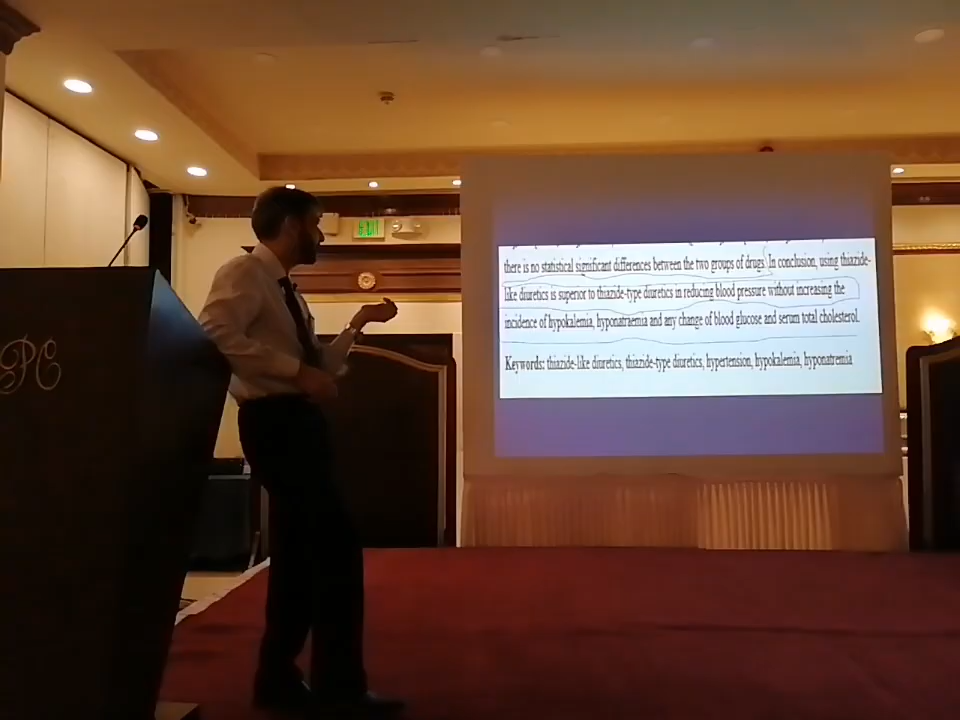 EXIT
there is no statistical significant differences between the two groups of drugs. In conclusion, using thiazide-
like diuretics is superior to thiazide-type diuretics in reducing blood pressure without increasing the
incidence of hypokalemia, hyponatraemia and any change of blood glucose and serum total cholesterol.
Keywords: thiazide-like diuretics, thiazide-type diuretics, hypertension, hypokalemia, hyponatremia
PC